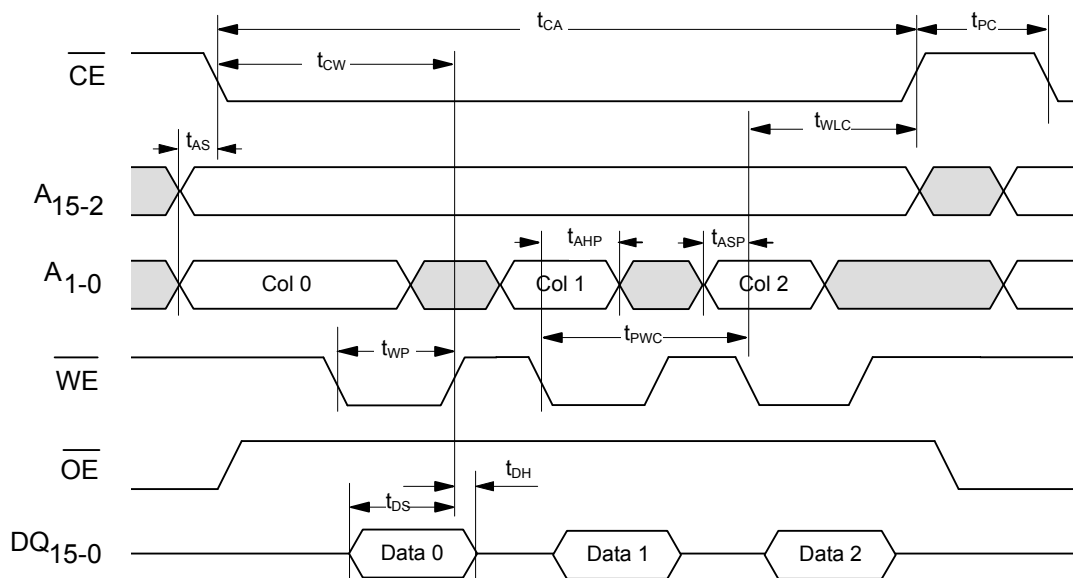 tCA
tPC
CE
tCW
tWLC
tAS
A15-2
tAHP
tASP
A1-0
Col 0
Col 1
Col 2
tPWC
tWP
WE
OE
tDH
tDS
DQ15-0
Data 0
Data 1
Data 2